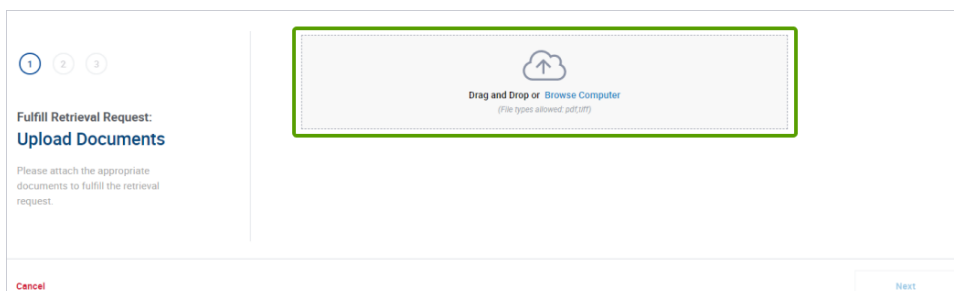 1 2 3
Fulfill Retrieval Request:
Upload Documents
Please attach the appropriate
documents to fulfill the retrieval
request.
Drag and Drop or Browse Computer
(File types allowed: pdf,tiff)
Cancel
Next